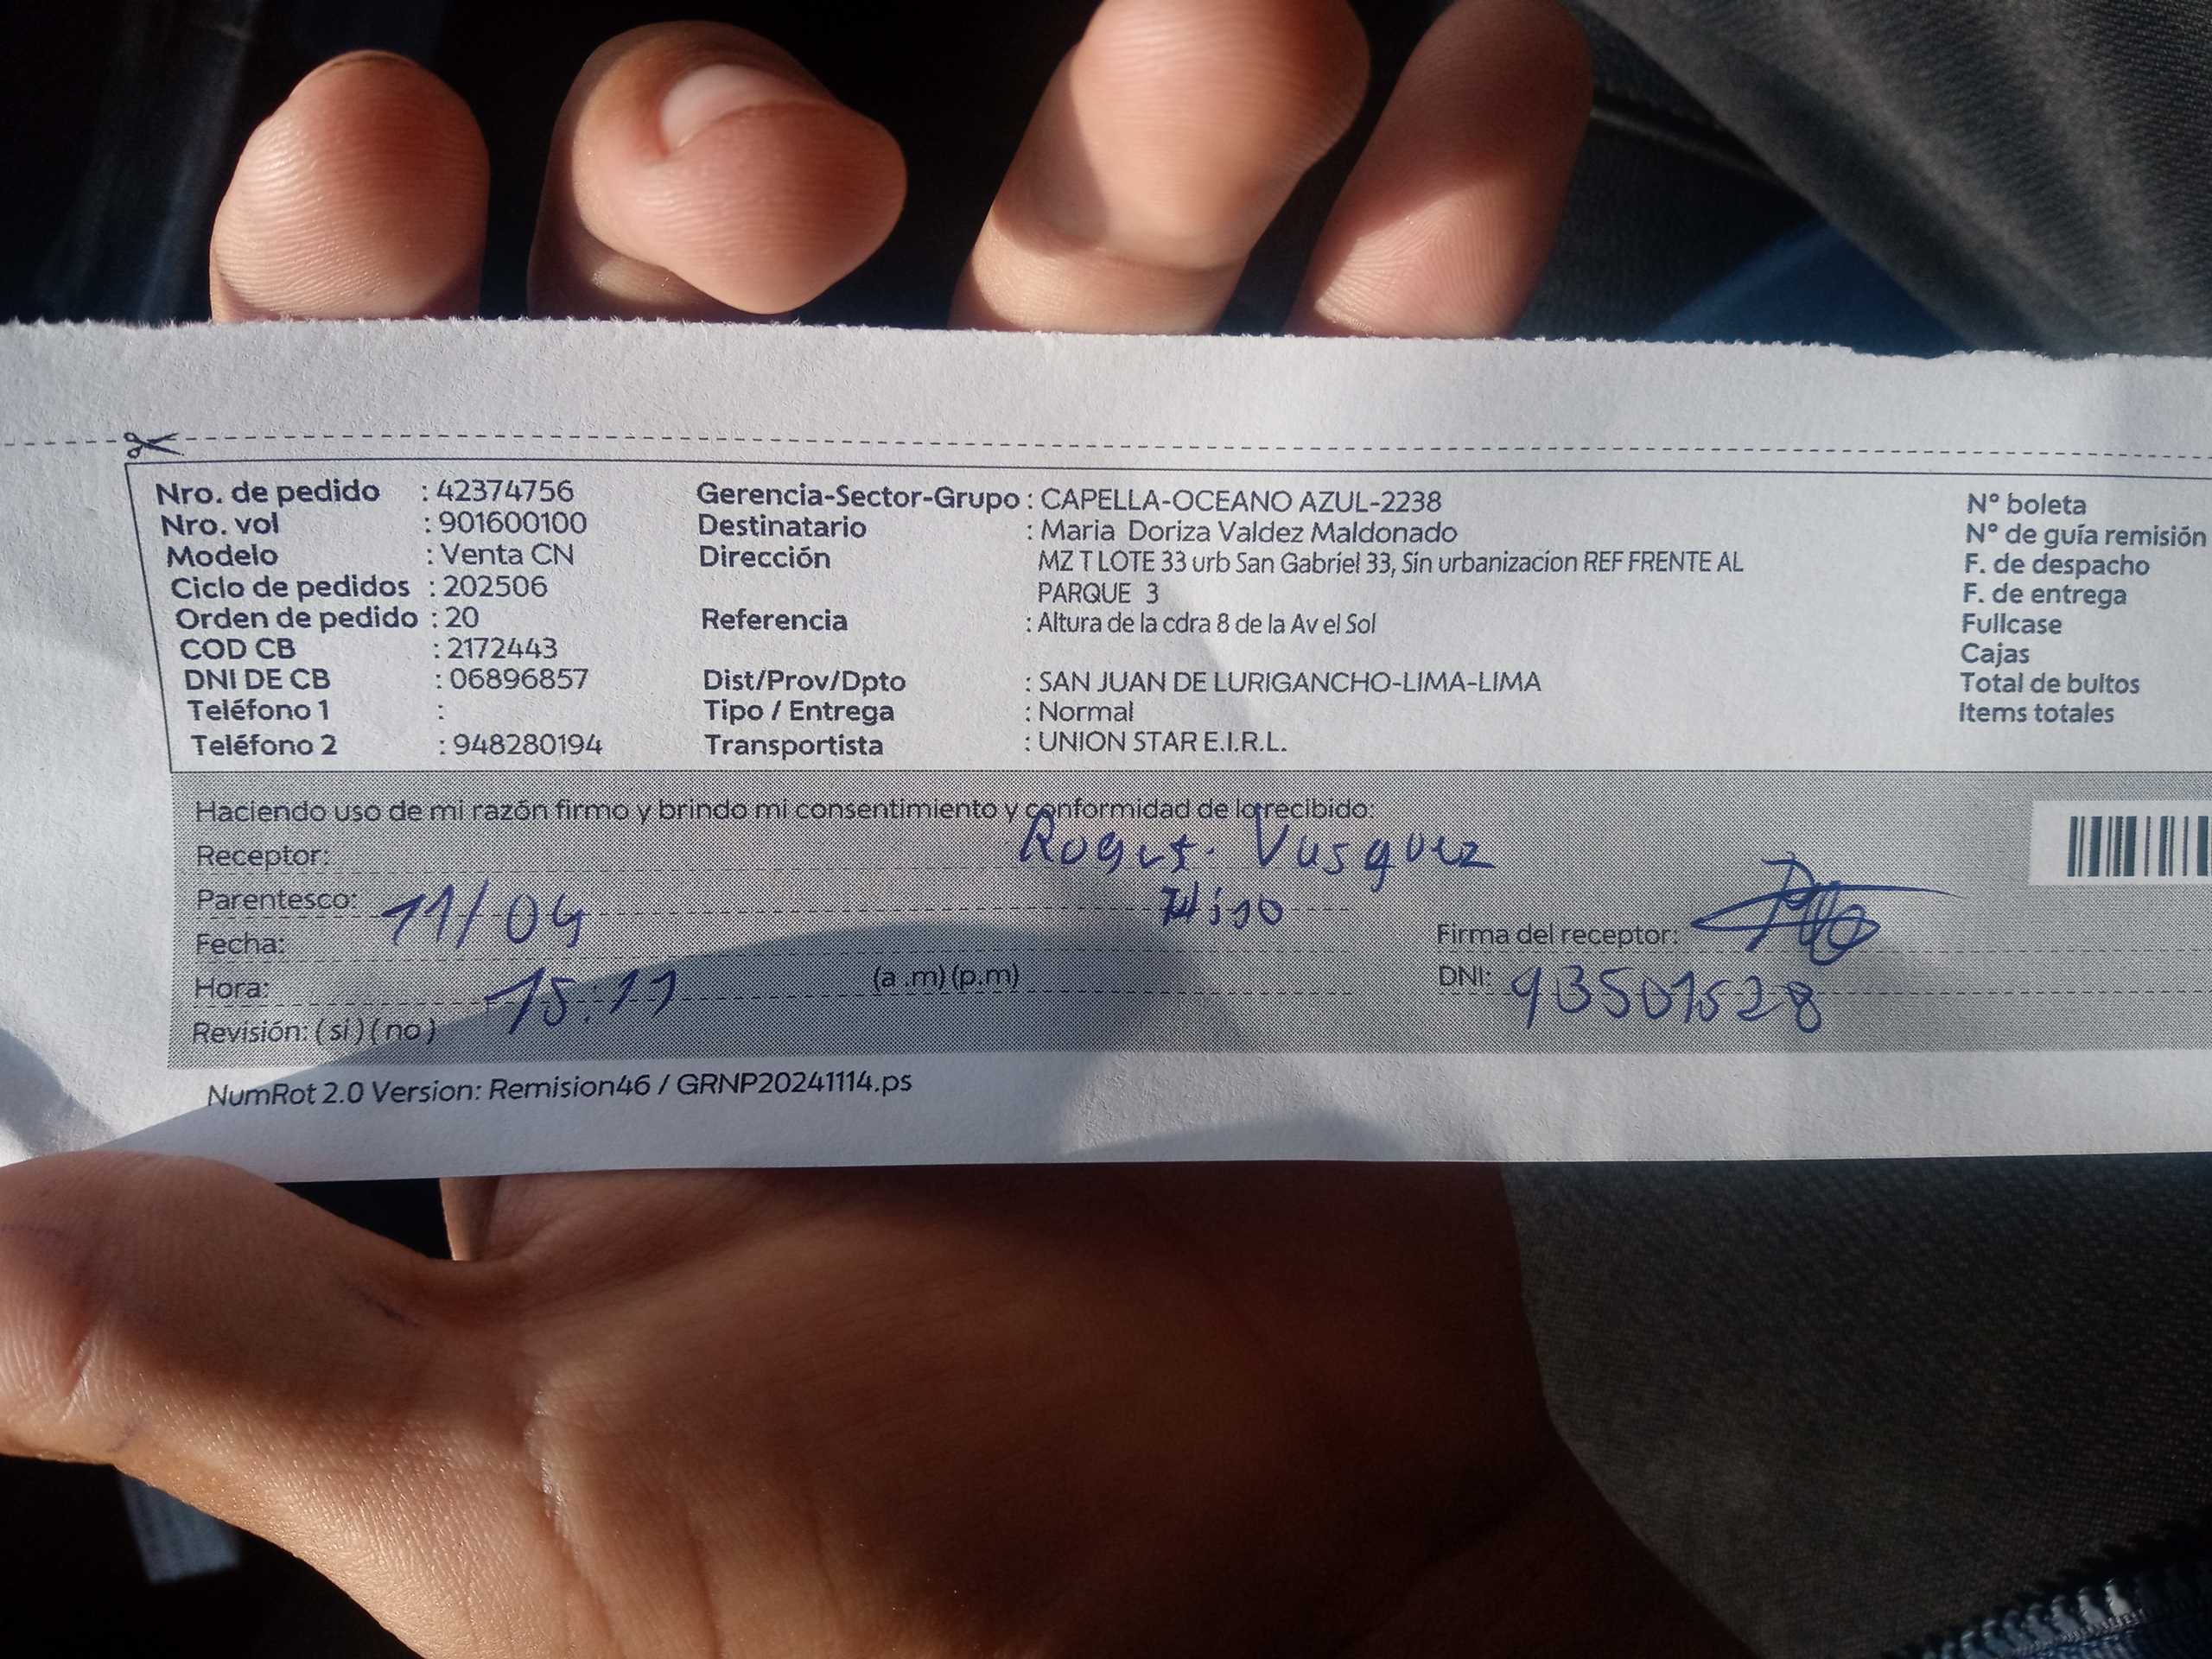 Nro. de pedido : 42374756
Nro. vol : 901600100
Modelo : Venta CN
Ciclo de pedidos : 202506
Orden de pedido : 20
COD CB : 2172443
DNI DE CB : 06896857
Teléfono 1 :
Teléfono 2 : 948280194
Gerencia-Sector-Grupo : CAPELLA-OCEANO AZUL-2238
Destinatario : Maria Doriza Valdez Maldonado
Dirección MZ T LOTE 33 urb San Gabriel 33, Sin urbanizacion REF FRENTE AL
PARQUE 3
Referencia : Altura de la cdra 8 de la Av el Sol
Dist/Prov/Dpto : SAN JUAN DE LURIGANCHO-LIMA-LIMA
Tipo / Entrega : Normal
Transportista : UNION STAR E.I.R.L.
N° boleta
N° de guía remisión
F. de despacho
F. de entrega
Fullcase
Cajas
Total de bultos
Items totales
Haciendo uso de mi razón firmo y brindo mi consentimiento y conformidad de lo recibido:
Receptor: Vasquez
Parentesco: Hijo
Fecha: 11/04
Hora: 15:11 (a .m) (p.m)
Revisión: ( si ) ( no )
Firma del receptor:
DNI:
NumRot 2.0 Version: Remision46 / GRNP20241114.ps